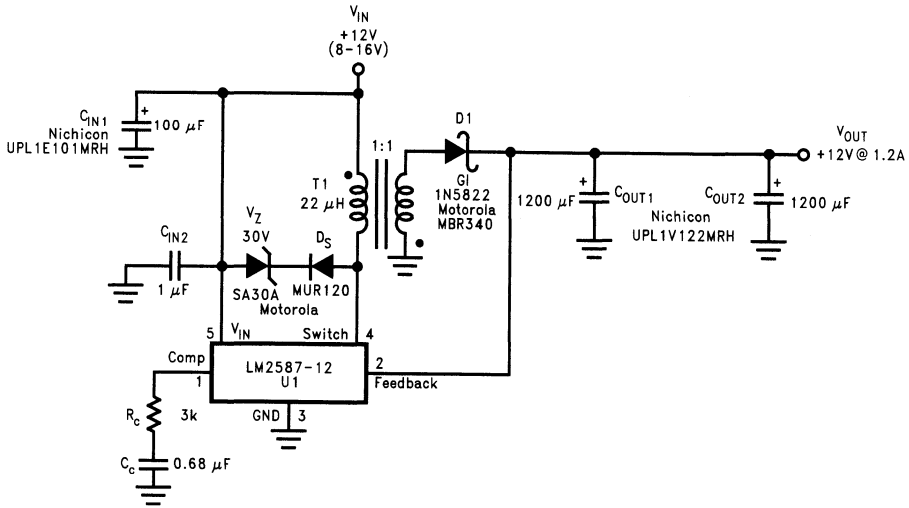 V_IN
+12V
(8-16V)
C_IN1
Nichicon
UPL1E101MRH
+
100 μF
1:1
T1
22 μH
D1
GI
1N5822
Motorola
MBR340
V_OUT
+12V @ 1.2A
+
1200 μF
C_OUT1
C_OUT2
+
1200 μF
Nichicon
UPL1V122MRH
C_IN2
1 μF
V_Z
30V
SA30A
D_S
MUR120
Motorola
5
V_IN
Switch
4
Comp
1
LM2587-12
U1
2
Feedback
GND
3
R_c
3k
C_c
0.68 μF